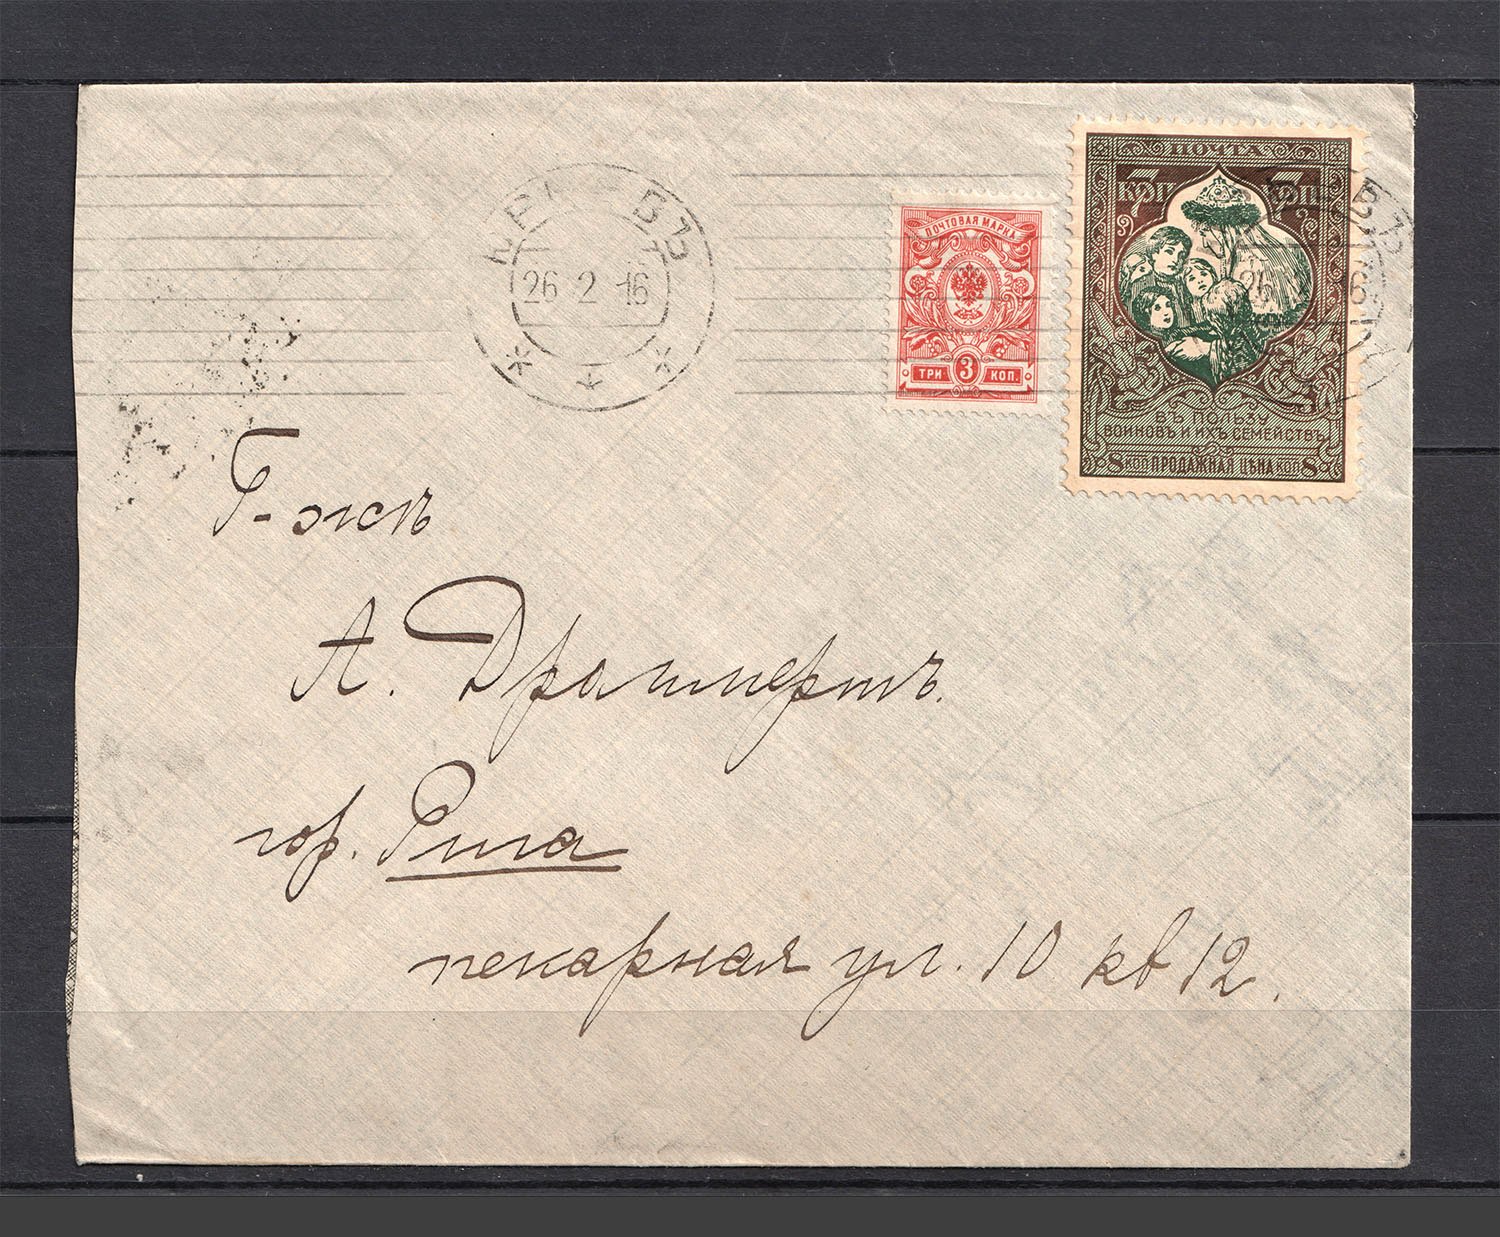 ПОЧТА
7 КОП 7 КОП
ВЪ ПОЛЬЗУ
ВОИНОВЪ И ИХЪ СЕМЕЙСТВЪ
8 КОП ПРОДАЖНАЯ ЦѢНА КОП 8
ПОЧТОВАЯ МАРКА
ТРИ 3 КОП.
26 2 16
Г-жѣ
А. Дратмертъ.
гор. Рига
пекарная ул. 10 кв 12.